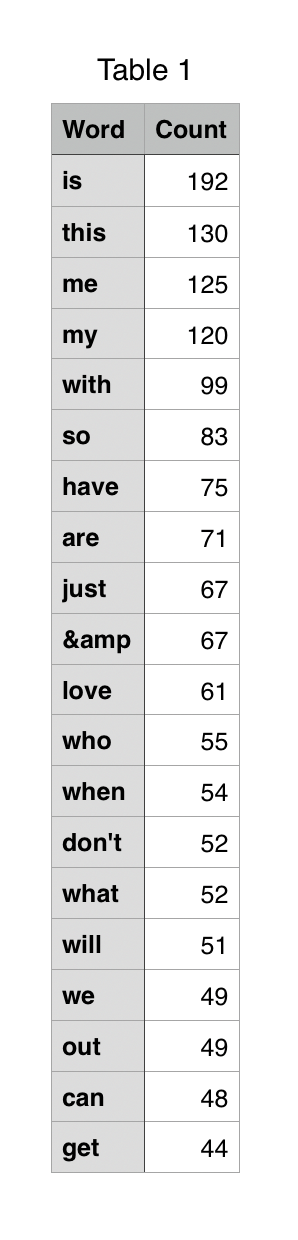 Table 1
Word Count
is 192
this 130
me 125
my 120
with 99
so 83
have 75
are 71
just 67
&amp 67
love 61
who 55
when 54
don't 52
what 52
will 51
we 49
out 49
can 48
get 44